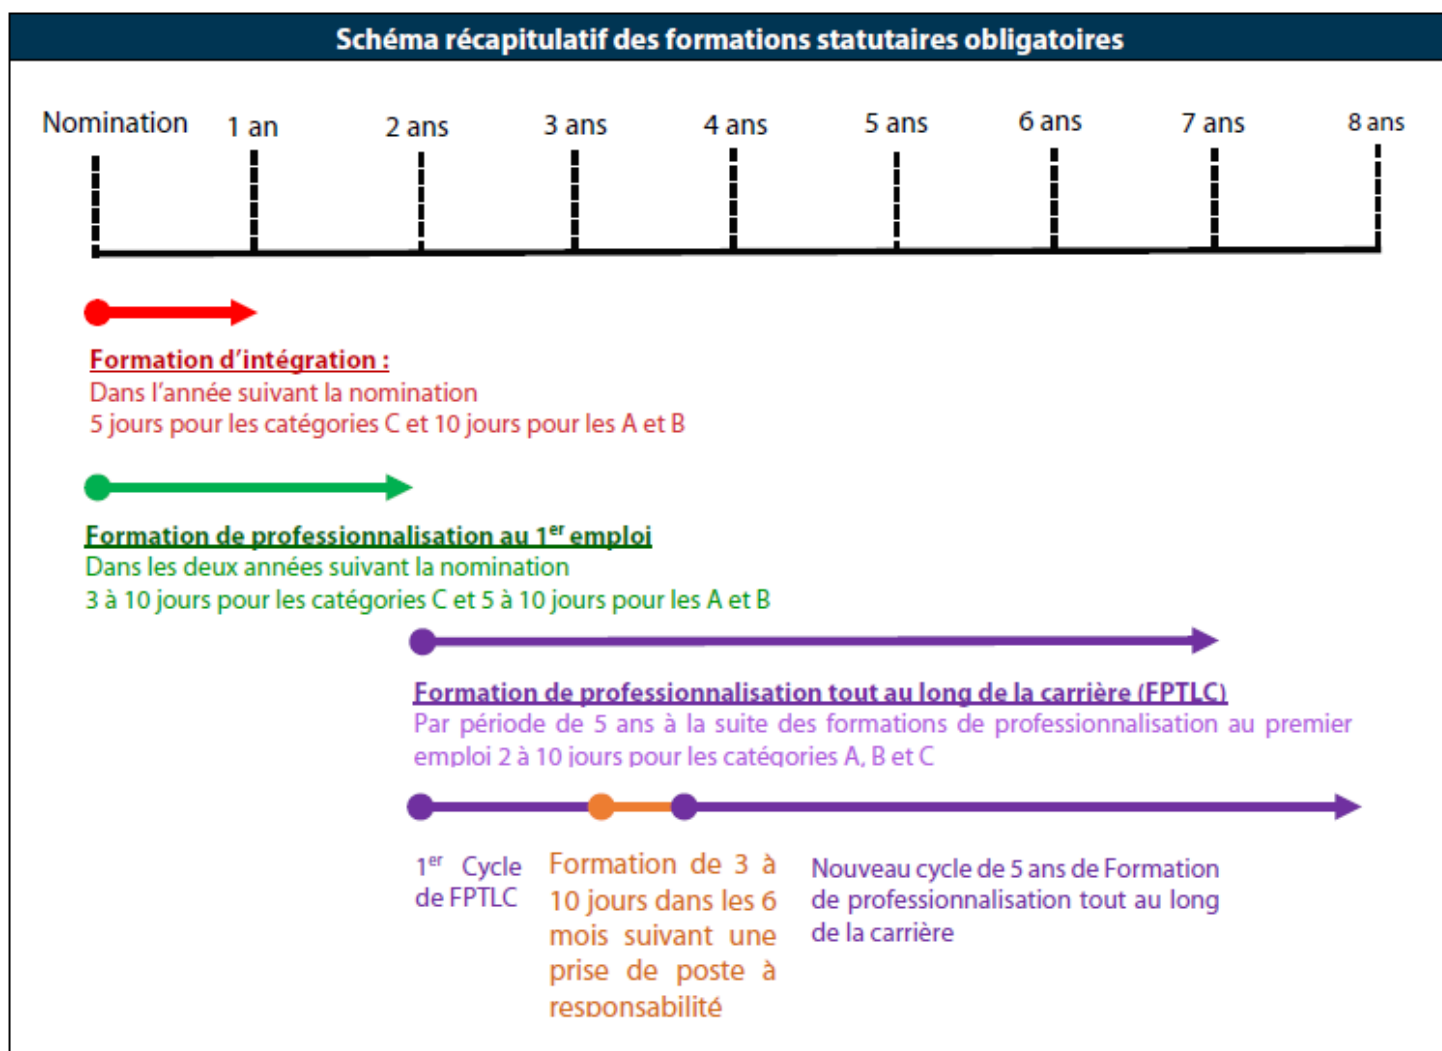 Schéma récapitulatif des formations statutaires obligatoires
Nomination 1 an 2 ans 3 ans 4 ans 5 ans 6 ans 7 ans 8 ans
Formation d'intégration :
Dans l'année suivant la nomination
5 jours pour les catégories C et 10 jours pour les A et B
Formation de professionnalisation au 1er emploi
Dans les deux années suivant la nomination
3 à 10 jours pour les catégories C et 5 à 10 jours pour les A et B
Formation de professionnalisation tout au long de la carrière (FPTLC)
Par période de 5 ans à la suite des formations de professionnalisation au premier
emploi 2 à 10 jours pour les catégories A, B et C
1er Cycle
de FPTLC
Formation de 3 à
10 jours dans les 6
mois suivant une
prise de poste à
responsabilité
Nouveau cycle de 5 ans de Formation
de professionnalisation tout au long
de la carrière